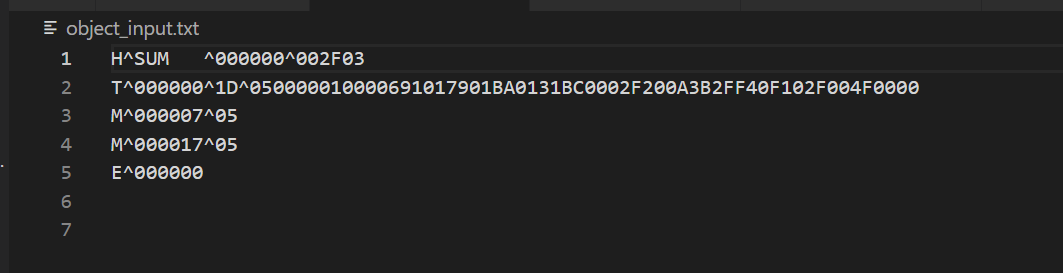 object_input.txt
1 H^SUM   ^000000^002F03
2 T^000000^1D^050000010000691017901BA0131BC0002F200A3B2FF40F102F004F0000
3 M^000007^05
4 M^000017^05
5 E^000000
6
7